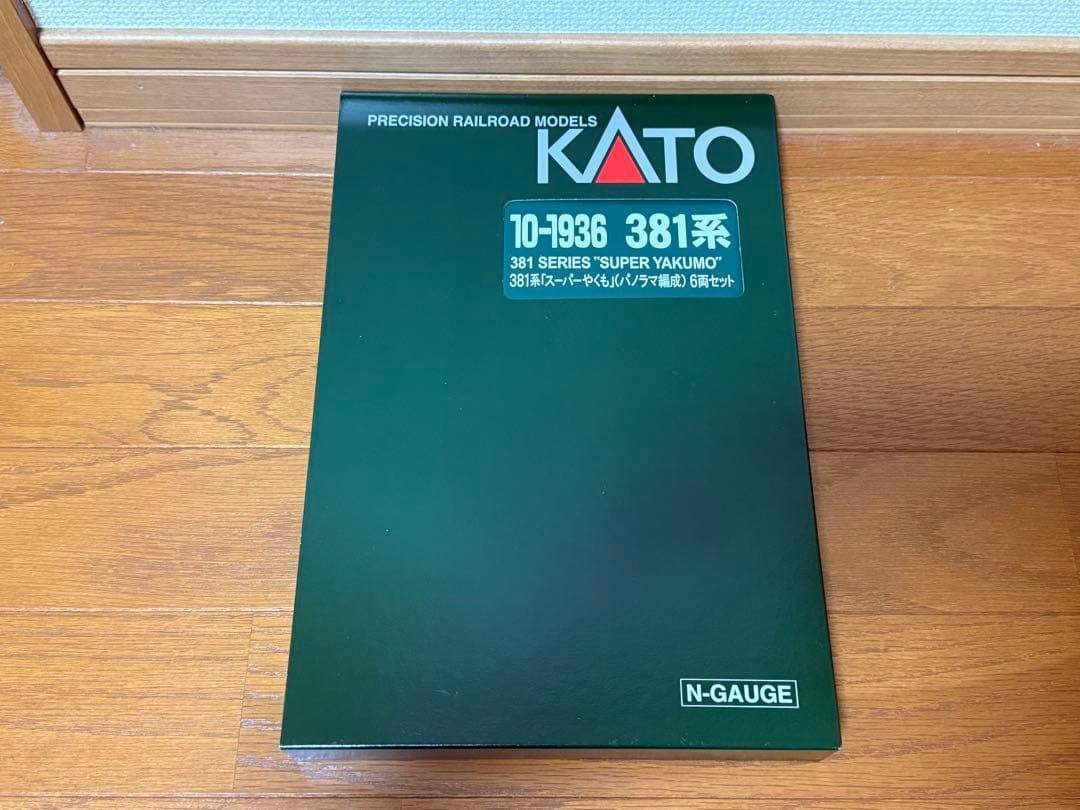 PRECISION RAILROAD MODELS
KATO
10-1936 381系
381 SERIES "SUPER YAKUMO"
381系「スーパーやくも」(パノラマ編成) 6両セット
N-GAUGE